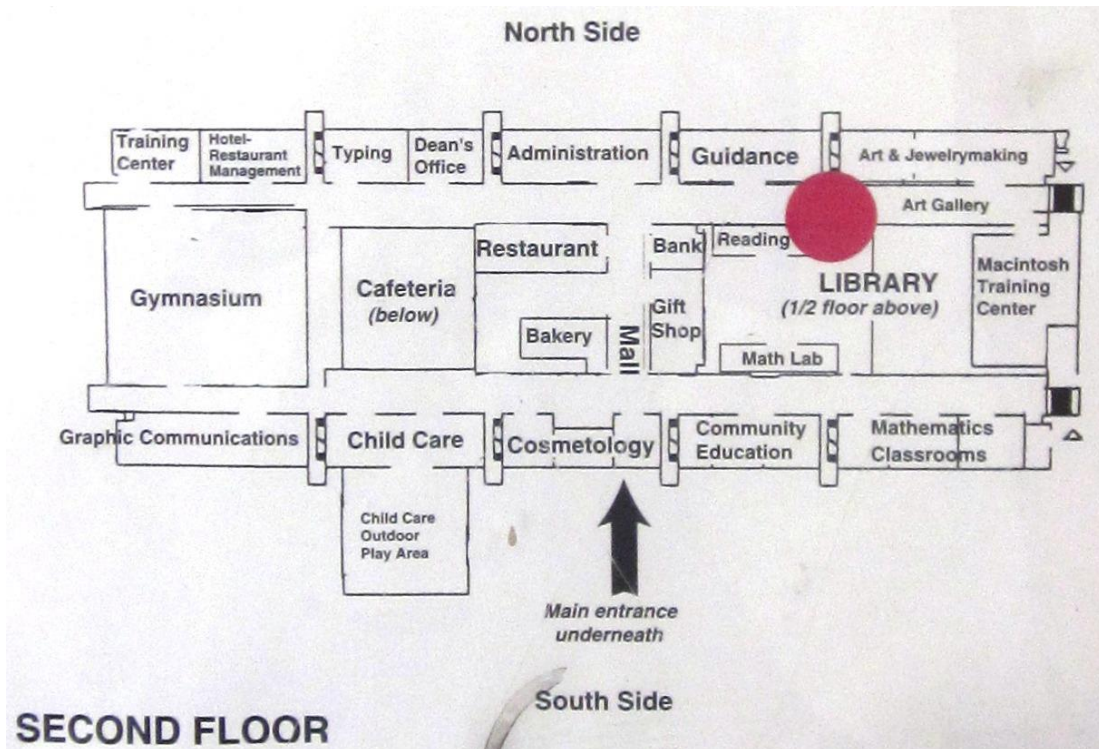 North Side
Training
Center
Hotel-
Restaurant
Management
Typing
Dean's
Office
Administration
Guidance
Art & Jewelrymaking
Art Gallery
Gymnasium
Cafeteria
(below)
Restaurant
Bakery
Mall
Bank
Gift
Shop
Reading
LIBRARY
(1/2 floor above)
Math Lab
Macintosh
Training
Center
Graphic Communications
Child Care
Cosmetology
Community
Education
Mathematics
Classrooms
Child Care
Outdoor
Play Area
Main entrance
underneath
South Side
SECOND FLOOR